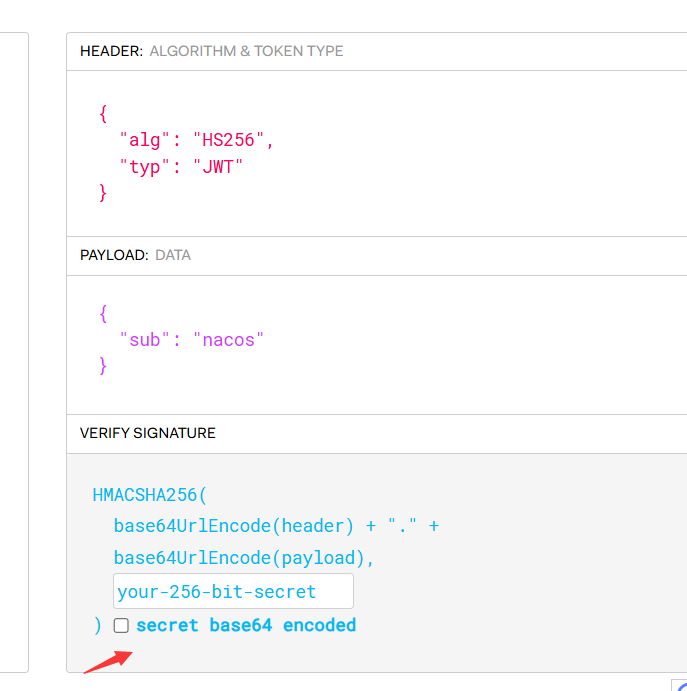 HEADER: ALGORITHM & TOKEN TYPE
{
"alg": "HS256",
"typ": "JWT"
}
PAYLOAD: DATA
{
"sub": "nacos"
}
VERIFY SIGNATURE
HMACSHA256(
base64UrlEncode(header) + "." +
base64UrlEncode(payload),
your-256-bit-secret
) secret base64 encoded